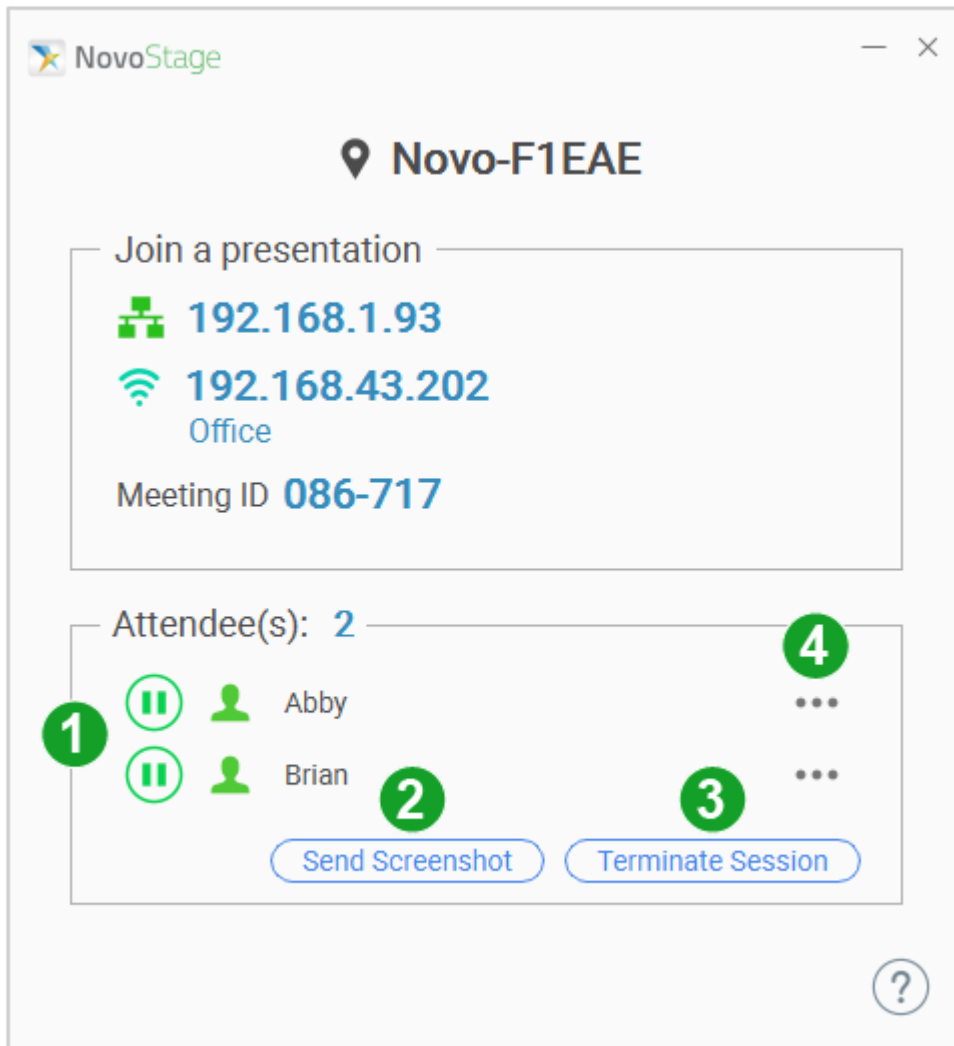 NovoStage
Novo-F1EAE
Join a presentation
192.168.1.93
192.168.43.202
Office
Meeting ID 086-717
Attendee(s): 2
4
Abby
1
Brian
2
3
Send Screenshot
Terminate Session
?